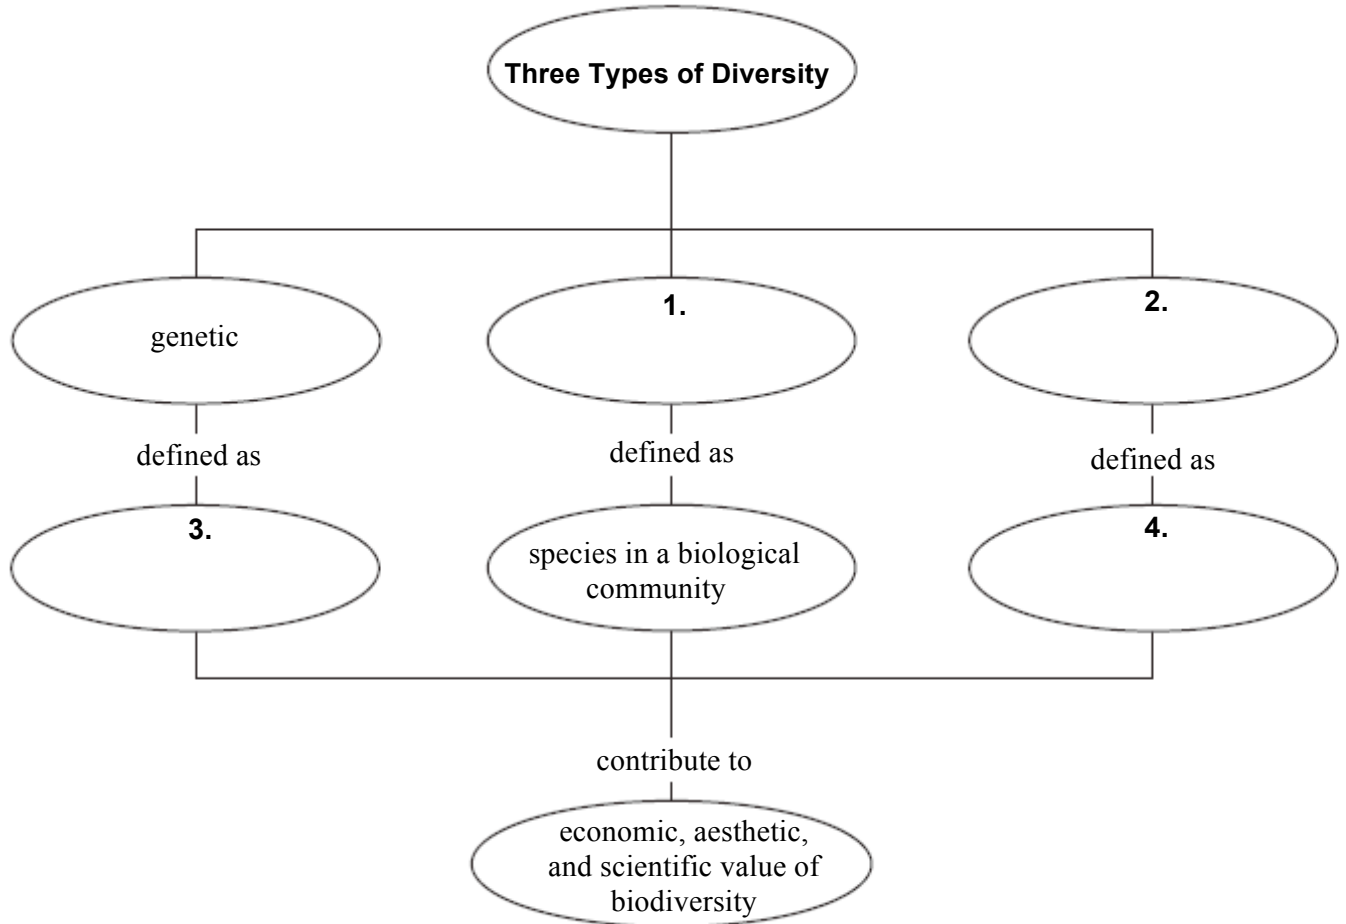 Three Types of Diversity
genetic
1.
2.
defined as
defined as
defined as
3.
species in a biological
community
4.
contribute to
economic, aesthetic,
and scientific value of
biodiversity